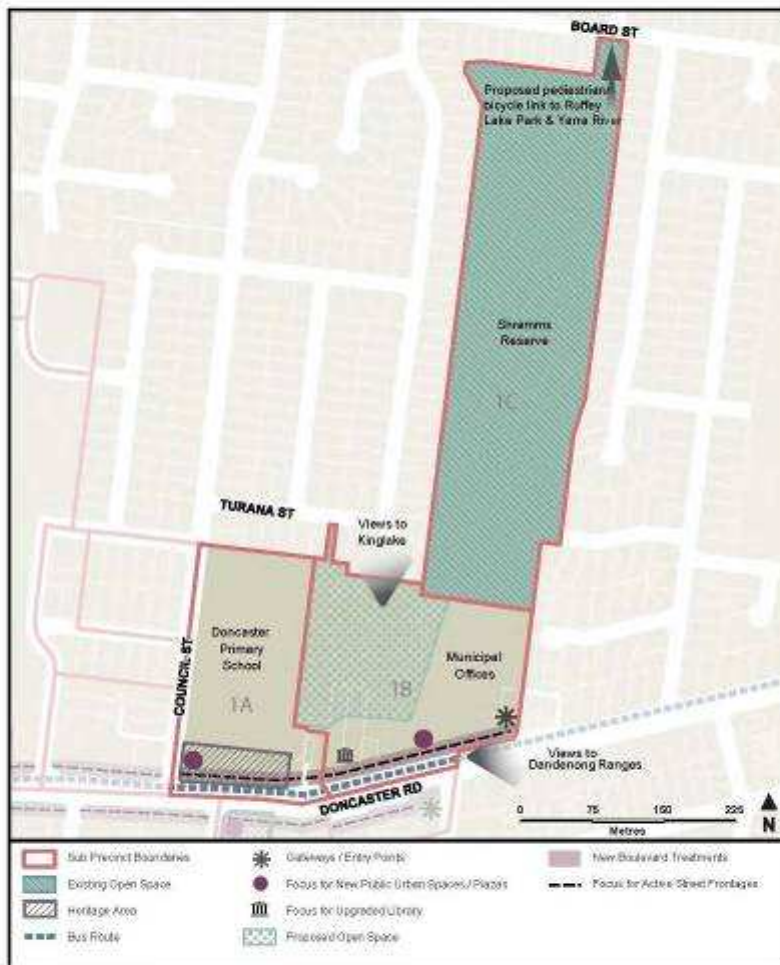 BOARD ST
Proposed pedestrian/
bicycle link to Ruffey
Lake Park & Yarra River
Shramms
Reserve
1C
TURANA ST
Views to
Kinglake
COUNCIL ST
Doncaster
Primary
School
1A
Municipal
Offices
1B
Views to
Dandenong Ranges
DONCASTER RD
0 75 150 225
Metres
N
Sub Precinct Boundaries
Existing Open Space
Heritage Area
Bus Route
Gateways / Entry Points
Focus for New Public Urban Spaces / Plazas
Focus for Upgraded Library
Proposed Open Space
New Boulevard Treatments
Focus for Active Street Frontages